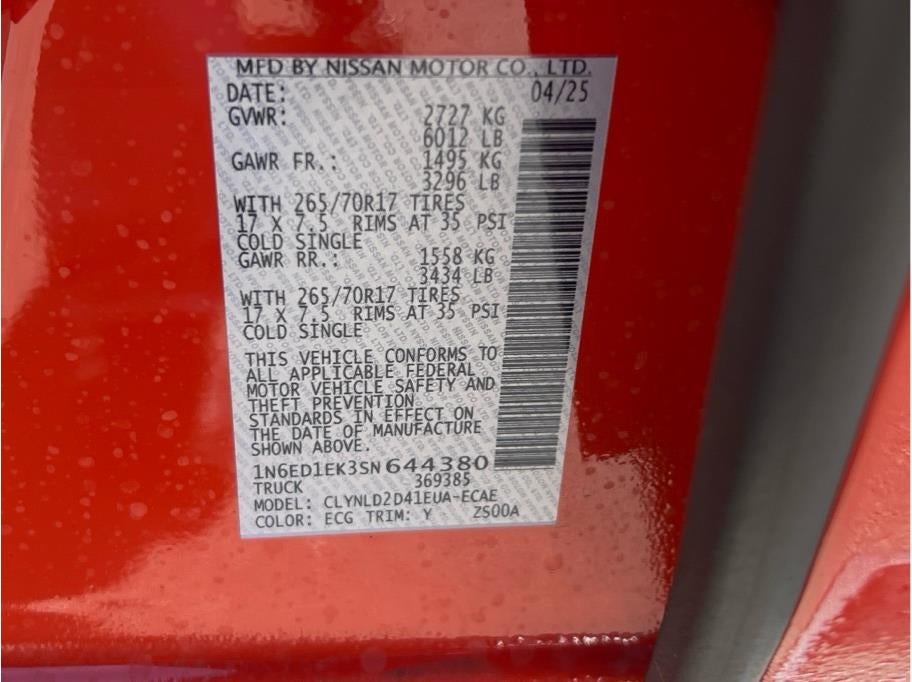 MFD BY NISSAN MOTOR CO., LTD.
DATE: 04/25
GVWR: 2727 KG
6012 LB
GAWR FR.: 1495 KG
3296 LB
WITH 265/70R17 TIRES
17 X 7.5 RIMS AT 35 PSI
COLD SINGLE
GAWR RR.: 1558 KG
3434 LB
WITH 265/70R17 TIRES
17 X 7.5 RIMS AT 35 PSI
COLD SINGLE
THIS VEHICLE CONFORMS TO
ALL APPLICABLE FEDERAL
MOTOR VEHICLE SAFETY AND
THEFT PREVENTION
STANDARDS IN EFFECT ON
THE DATE OF MANUFACTURE
SHOWN ABOVE.
1N6ED1EK3SN644380
TRUCK 369385
MODEL: CLYNLD2D41EUA-ECAE
COLOR: ECG TRIM: Y ZS00A